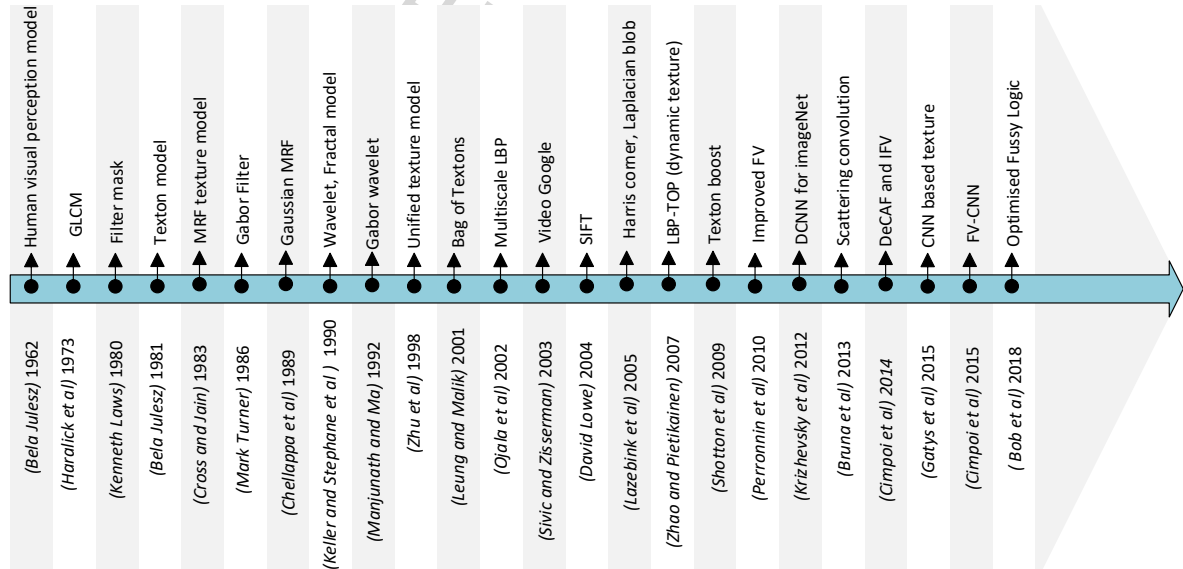 Human visual perception model
GLCM
Filter mask
Texton model
MRF texture model
Gabor Filter
Gaussian MRF
Wavelet, Fractal model
Gabor wavelet
Unified texture model
Bag of Textons
Multiscale LBP
Video Google
SIFT
Harris corner, Laplacian blob
LBP-TOP (dynamic texture)
Texton boost
Improved FV
DCNN for imageNet
Scattering convolution
DeCAF and IFV
CNN based texture
FV-CNN
Optimised Fussy Logic
(Bela Julesz) 1962
(Haralick et al) 1973
(Kenneth Laws) 1980
(Bela Julesz) 1981
(Cross and Jain) 1983
(Mark Turner) 1986
(Chellappa et al) 1989
(Keller and Stephane et al ) 1990
(Manjunath and Ma) 1992
(Zhu et al) 1998
(Leung and Malik) 2001
(Ojala et al) 2002
(Sivic and Zisserman) 2003
(David Lowe) 2004
(Lazebink et al) 2005
(Zhao and Pietikainen) 2007
(Shotton et al) 2009
(Perronnin et al) 2010
(Krizhevsky et al) 2012
(Bruna et al) 2013
(Cimpoi et al) 2014
(Gatys et al) 2015
(Cimpoi et al) 2015
( Bob et al) 2018